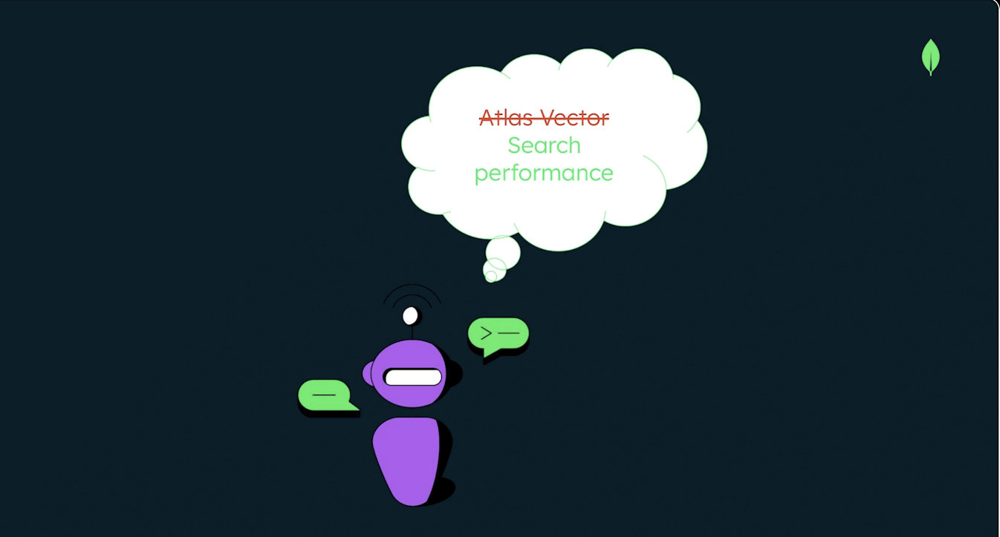 Atlas Vector
Search
performance